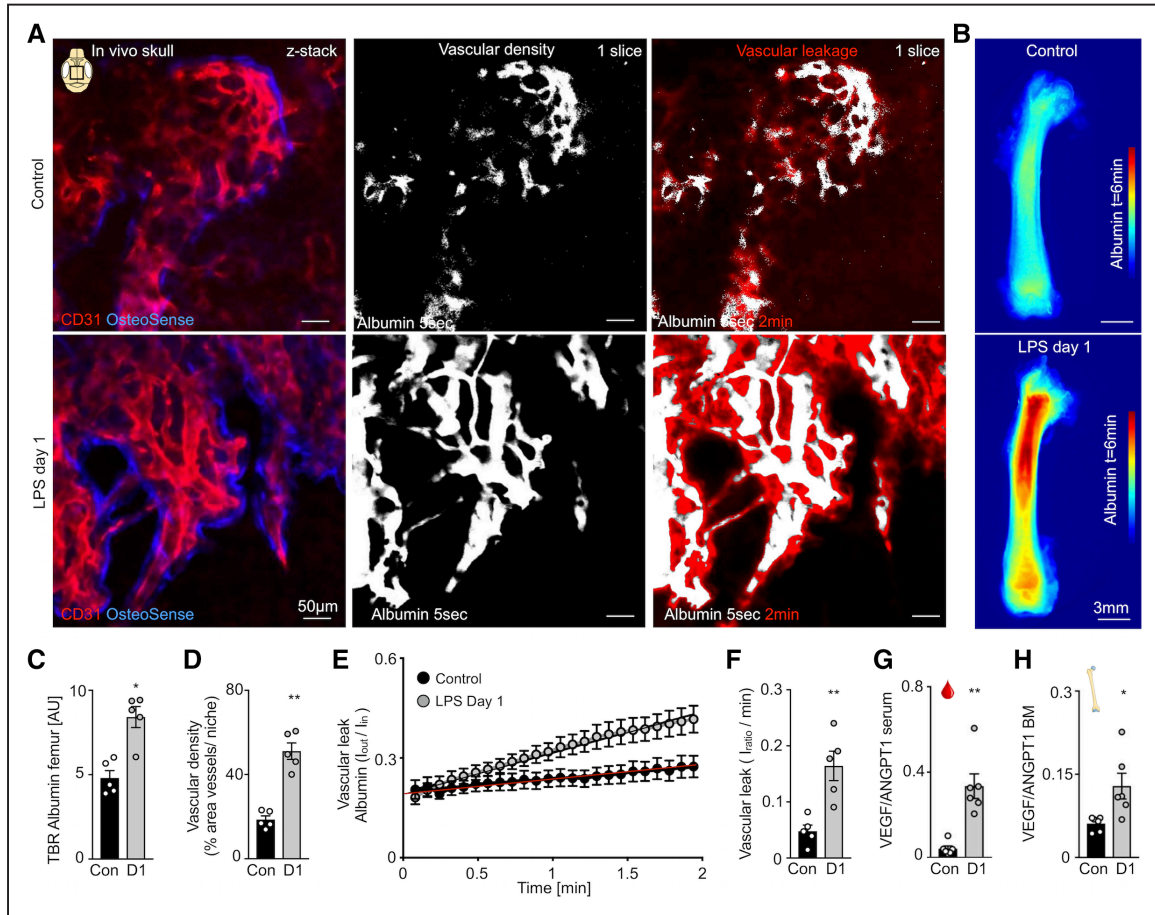 A
In vivo skull
z-stack
Vascular density
1 slice
Vascular leakage
1 slice
Control
CD31 OsteoSense
Albumin 5sec
Albumin 5sec 2min
LPS day 1
CD31 OsteoSense
50µm
Albumin 5sec
Albumin 5sec 2min
B
Control
Albumin t=6min
LPS day 1
Albumin t=6min
3mm
C
TBR Albumin femur [AU]
10
5
0
*
Con D1
D
Vascular density
(% area vessels/ niche)
80
40
0
**
Con D1
E
Vascular leak
Albumin (Iout / Iin)
0.6
0.3
0
Control
LPS Day 1
0 0.5 1 1.5 2
Time [min]
F
Vascular leak ( Iratio / min)
0.3
0.2
0.1
0
**
Con D1
G
VEGF/ANGPT1 serum
0.8
0.4
0
**
Con D1
H
VEGF/ANGPT1 BM
0.3
0.15
0
*
Con D1